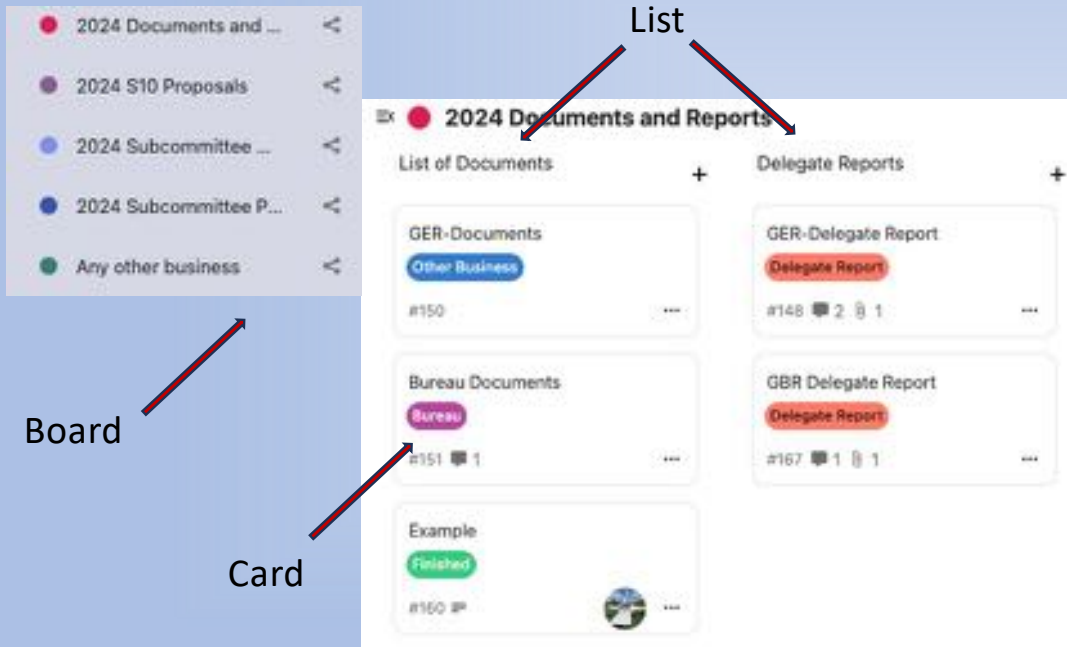 List
2024 Documents and ...
2024 S10 Proposals
2024 Subcommittee ...
2024 Subcommittee P...
Any other business
2024 Documents and Reports
List of Documents
+
GER-Documents
Other Business
#150
...
Bureau Documents
Bureau
#151 1
...
Example
Finished
#160
...
Delegate Reports
+
GER-Delegate Report
Delegate Report
#148 2 1
...
GBR Delegate Report
Delegate Report
#167 1 1
...
Board
Card